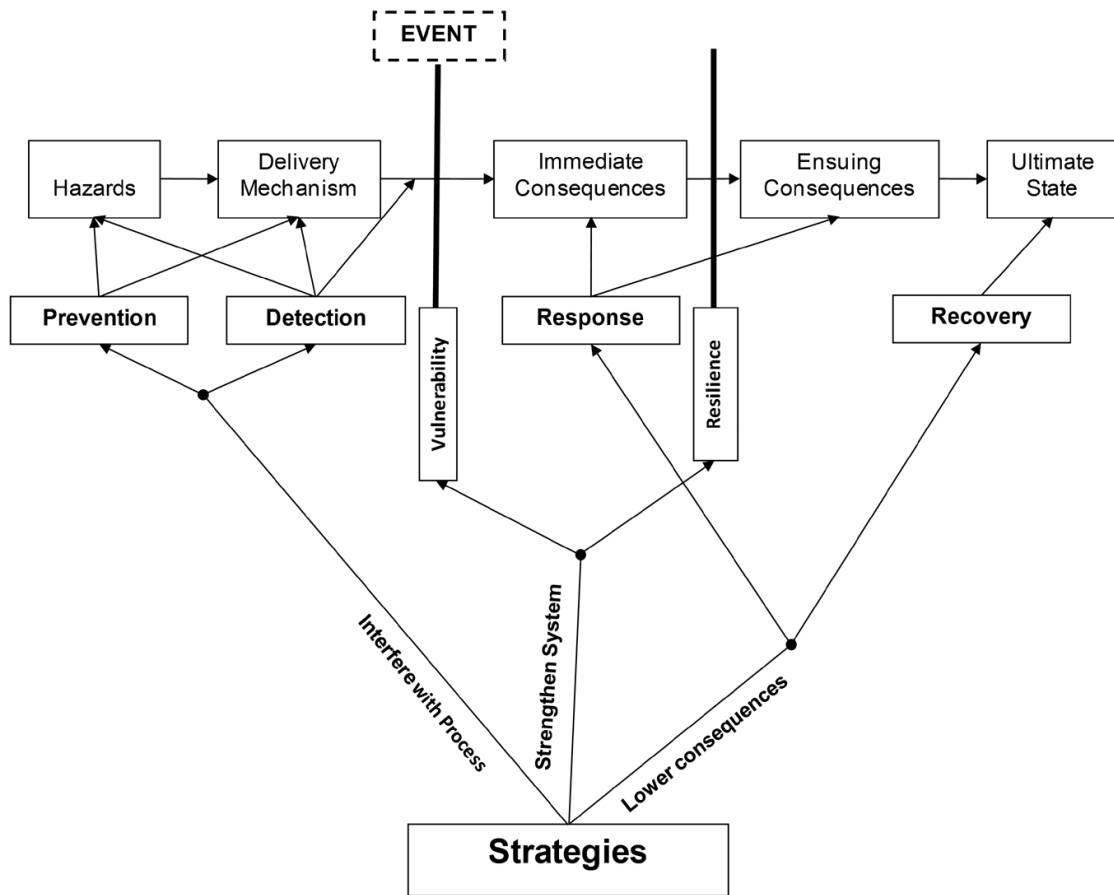 EVENT
Hazards
Delivery
Mechanism
Immediate
Consequences
Ensuing
Consequences
Ultimate
State
Prevention
Detection
Vulnerability
Response
Resilience
Recovery
Interfere with Process
Strengthen System
Lower consequences
Strategies